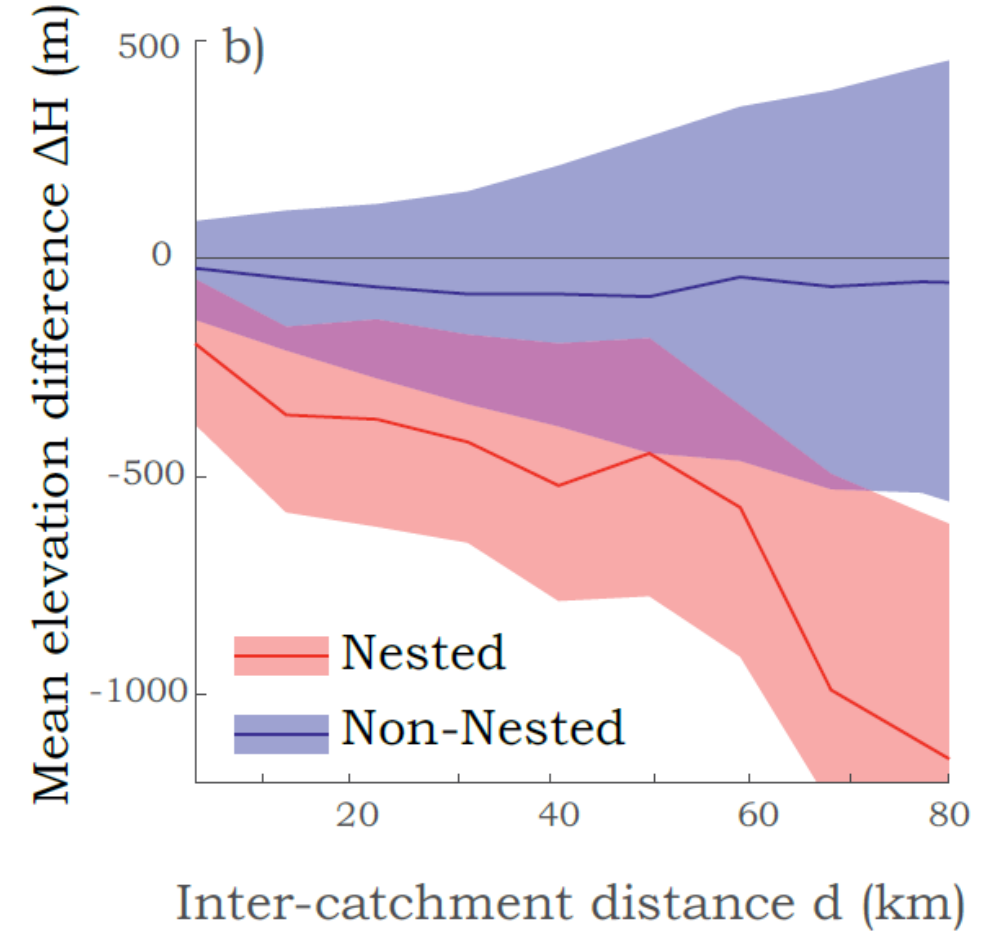 Mean elevation difference ΔH (m)
b)
500
0
-500
-1000
Nested
Non-Nested
20 40 60 80
Inter-catchment distance d (km)